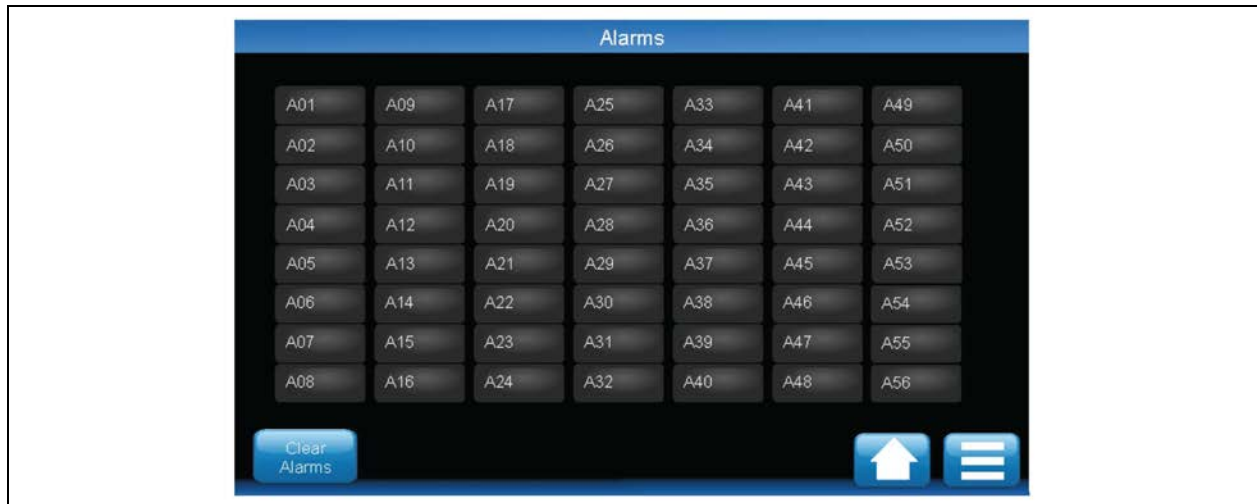 Alarms
A01 A09 A17 A25 A33 A41 A49
A02 A10 A18 A26 A34 A42 A50
A03 A11 A19 A27 A35 A43 A51
A04 A12 A20 A28 A36 A44 A52
A05 A13 A21 A29 A37 A45 A53
A06 A14 A22 A30 A38 A46 A54
A07 A15 A23 A31 A39 A47 A55
A08 A16 A24 A32 A40 A48 A56
Clear
Alarms